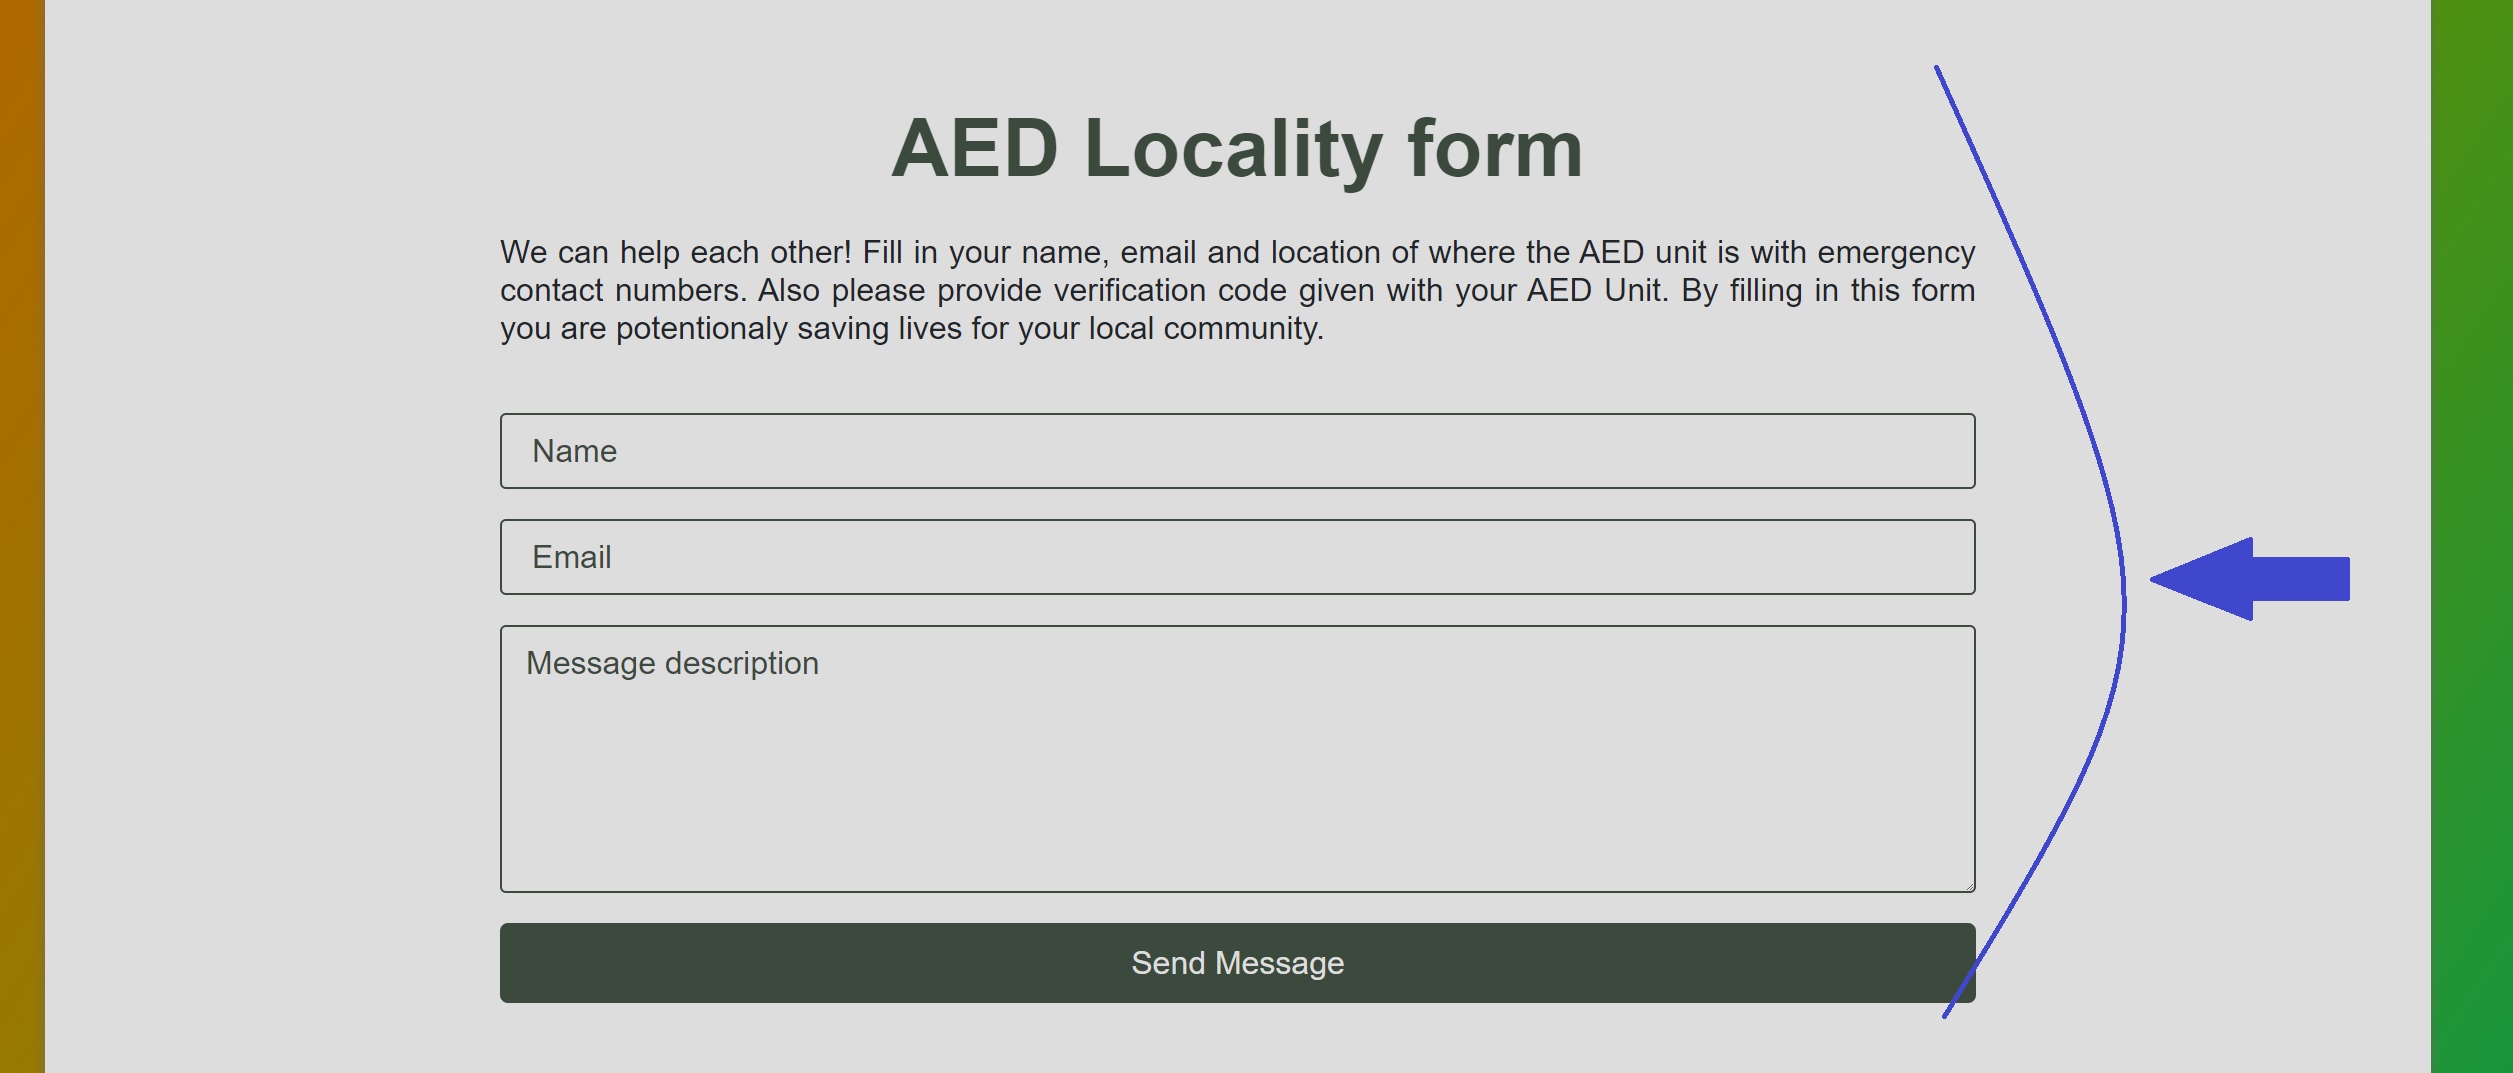 AED Locality form
We can help each other! Fill in your name, email and location of where the AED unit is with emergency
contact numbers. Also please provide verification code given with your AED Unit. By filling in this form
you are potentionaly saving lives for your local community.
Name
Email
Message description
Send Message